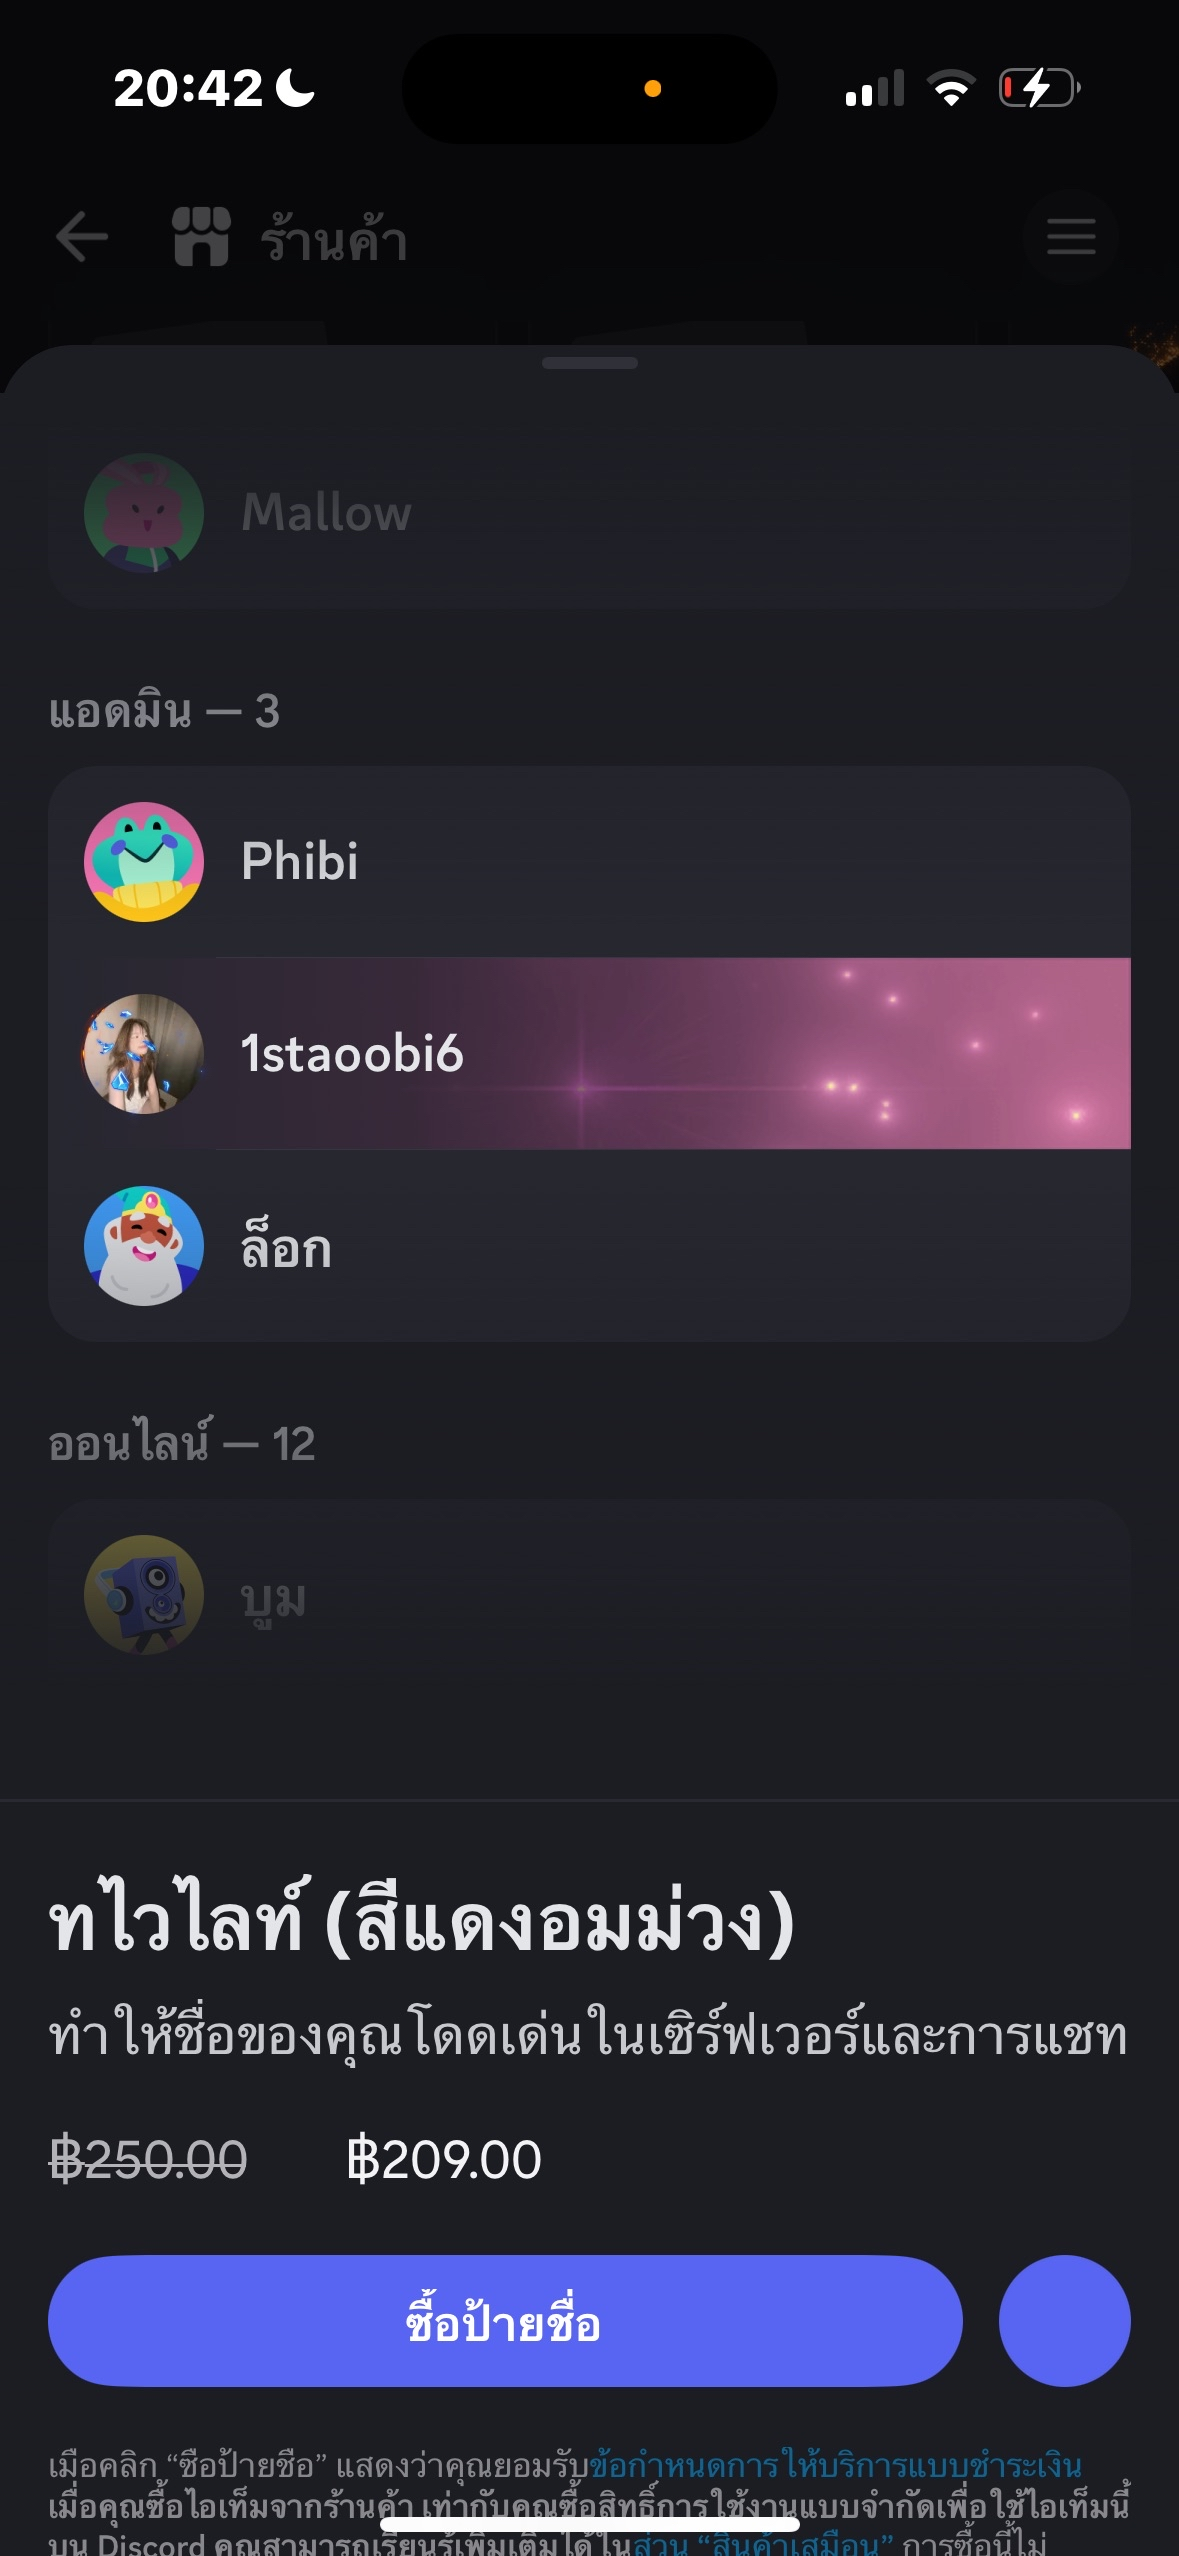 20:42
ร้านค้า
Mallow
แอดมิน — 3
Phibi
1staoobi6
ล็อก
ออนไลน์ — 12
บูม
ทไวไลท์ (สีแดงอมม่วง)
ทำให้ชื่อของคุณโดดเด่นในเซิร์ฟเวอร์และการแชท
฿250.00 ฿209.00
ซื้อป้ายชื่อ
เมื่อคลิก “ซื้อป้ายชื่อ” แสดงว่าคุณยอมรับข้อกำหนดการให้บริการแบบชำระเงิน
เมื่อคุณซื้อไอเท็มจากร้านค้า เท่ากับคุณซื้อสิทธิ์การใช้งานแบบจำกัดเพื่อใช้ไอเท็มนี้
บน Discord คุณสามารถเรียนรู้เพิ่มเติมได้ในส่วน “สินค้าเสมือน” การซื้อนี้ไม่